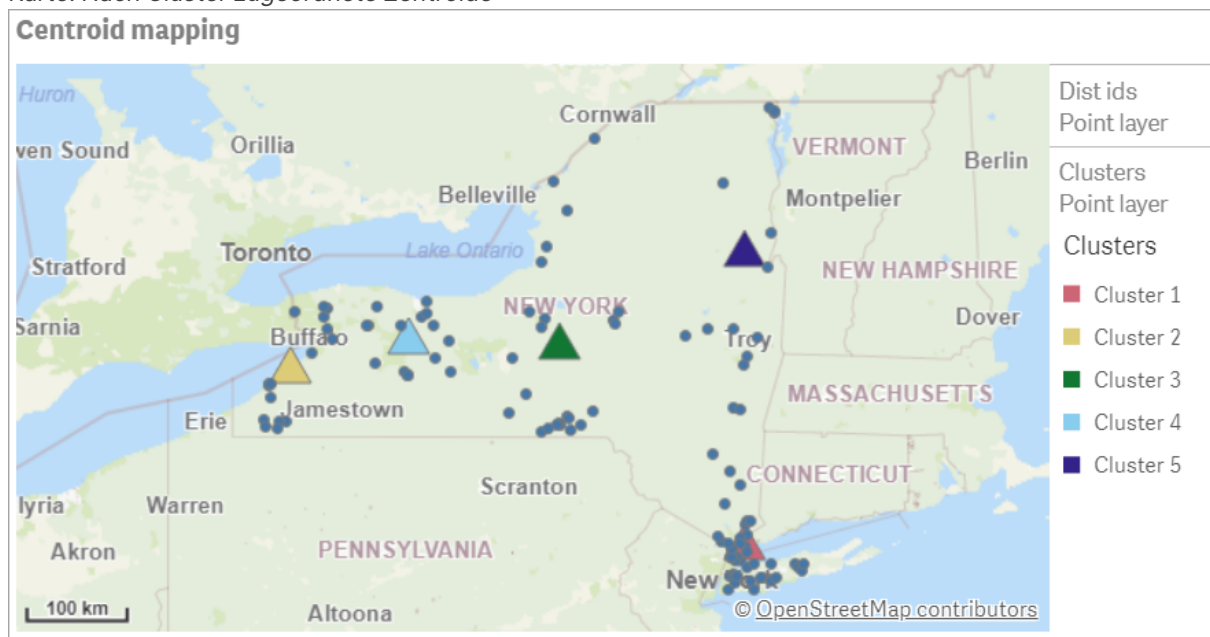 Centroid mapping
Huron
Cornwall
Dist ids
Point layer
ven Sound
Orillia
VERMONT
Berlin
Clusters
Point layer
Belleville
Montpelier
Toronto
Lake Ontario
Clusters
Stratford
NEW HAMPSHIRE
Cluster 1
NEW YORK
Sarnia
Buffalo
Troy
Dover
Cluster 2
Cluster 3
MASSACHUSETTS
Erie
Jamestown
Cluster 4
Cluster 5
CONNECTICUT
Scranton
lyria
Warren
Akron
PENNSYLVANIA
New York
100 km
Altoona
© OpenStreetMap contributors